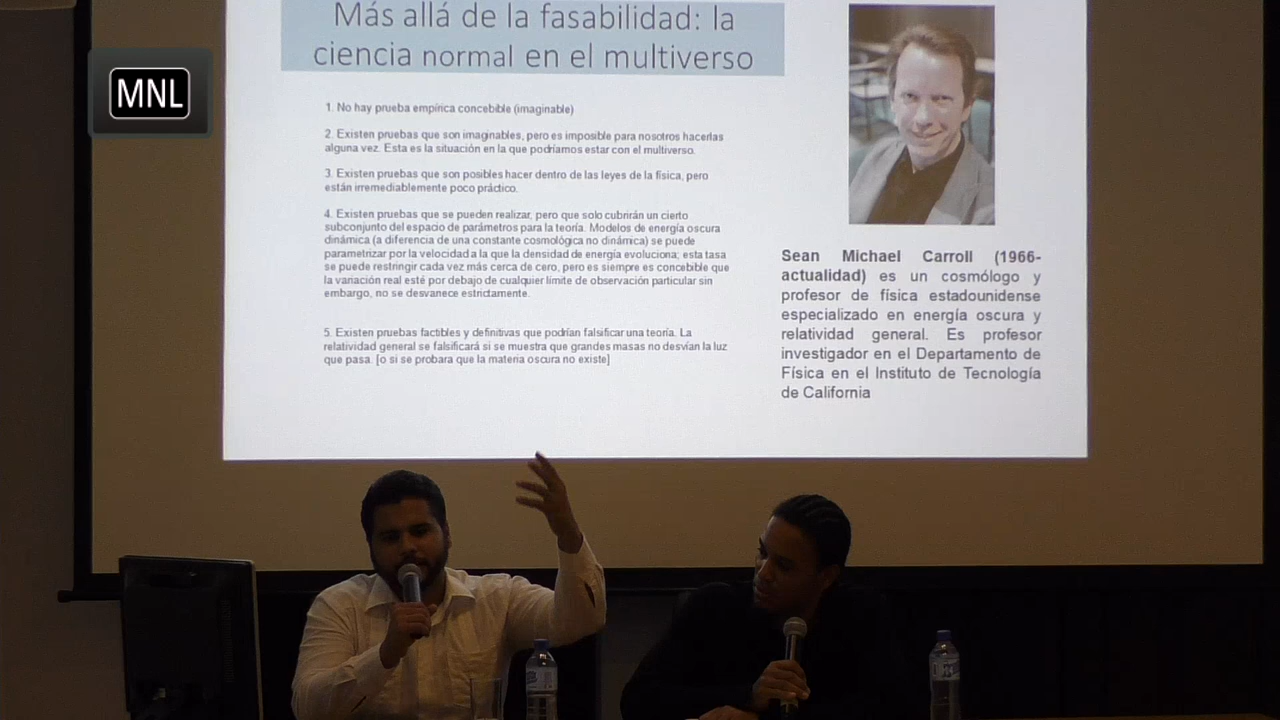 MNL
Más allá de la fasabilidad: la
ciencia normal en el multiverso
1. No hay prueba empírica concebible (imaginable)
2. Existen pruebas que son imaginables, pero es imposible para nosotros hacerlas
alguna vez. Esta es la situación en la que podríamos estar con el multiverso.
3. Existen pruebas que son posibles hacer dentro de las leyes de la física, pero
están irremediablemente poco práctico.
4. Existen pruebas que se pueden realizar, pero que solo cubrirán un cierto
subconjunto del espacio de parámetros para la teoría. Modelos de energía oscura
dinámica (a diferencia de una constante cosmológica no dinámica) se puede
parametrizar por la velocidad a la que la densidad de energía evoluciona; esta tasa
se puede restringir cada vez más cerca de cero, pero es siempre es concebible que
la variación real esté por debajo de cualquier límite de observación particular sin
embargo, no se desvanece estrictamente.
5. Existen pruebas factibles y definitivas que podrían falsificar una teoría. La
relatividad general se falsificará si se muestra que grandes masas no desvían la luz
que pasa. [o si se probara que la materia oscura no existe]
Sean Michael Carroll (1966-
actualidad) es un cosmólogo y
profesor de física estadounidense
especializado en energía oscura y
relatividad general. Es profesor
investigador en el Departamento de
Física en el Instituto de Tecnología
de California